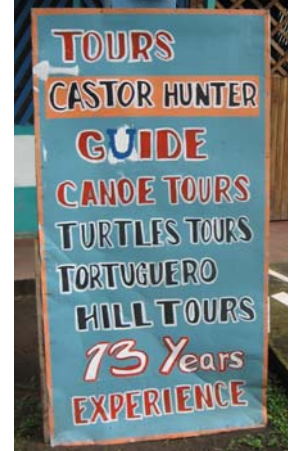 TOURS
CASTOR HUNTER
GUIDE
CANOE TOURS
TURTLES TOURS
TORTUGUERO
HILL TOURS
13 Years
EXPERIENCE